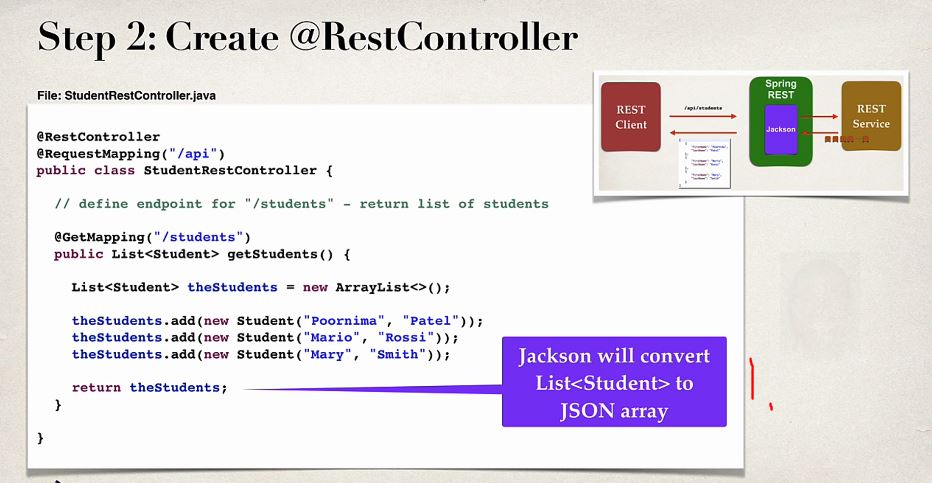 Step 2: Create @RestController
File: StudentRestController.java
@RestController
@RequestMapping("/api")
public class StudentRestController {
// define endpoint for "/students" - return list of students
@GetMapping("/students")
public List<Student> getStudents() {
List<Student> theStudents = new ArrayList<>();
theStudents.add(new Student("Poornima", "Patel"));
theStudents.add(new Student("Mario", "Rossi"));
theStudents.add(new Student("Mary", "Smith"));
return theStudents;
}
}
Jackson will convert
List<Student> to
JSON array
REST
Client
/api/students
Spring
REST
Jackson
REST
Service